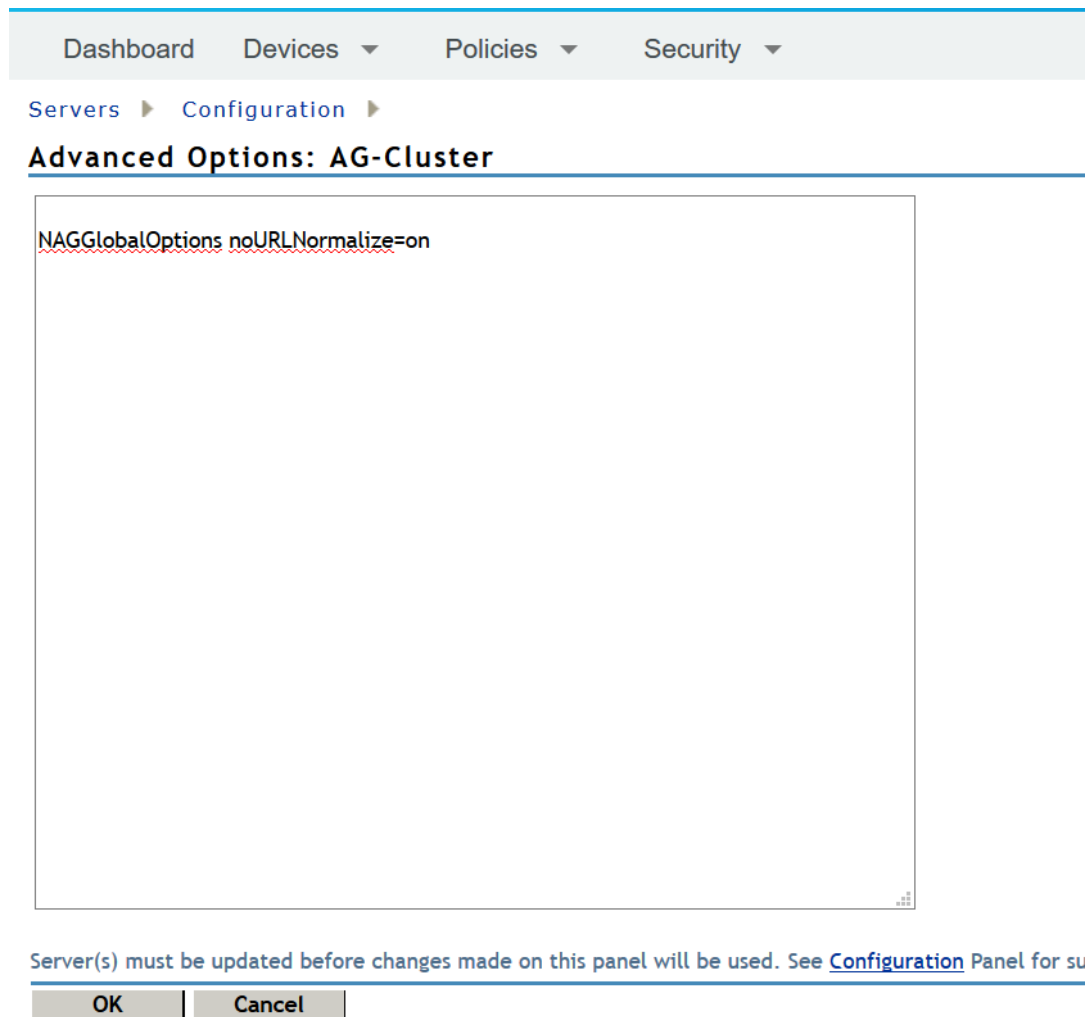 Dashboard Devices Policies Security
Servers Configuration
Advanced Options: AG-Cluster
NAGGlobalOptions noURLNormalize=on
Server(s) must be updated before changes made on this panel will be used. See Configuration Panel for su
OK Cancel